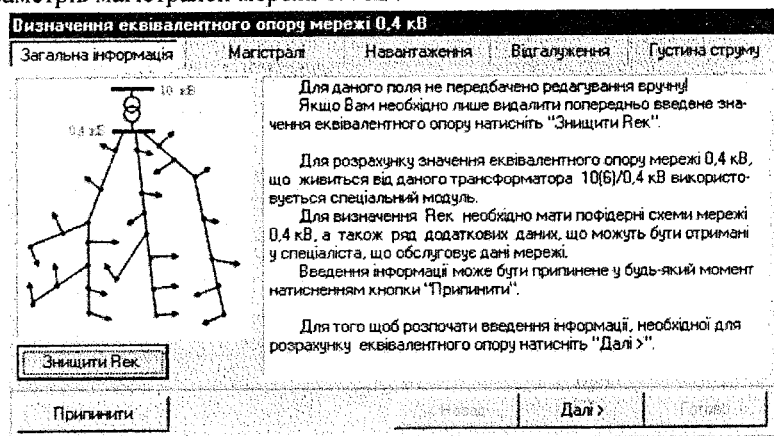 Визначення еквівалентного опору мережі 0,4 кВ
Загальна інформація Магістралі Навантаження Відгалуження Густина струму
10 кВ
0,4 кВ
Для даного поля не передбачено редагування вручну!
Якщо Вам необхідно лише видалити попередньо введене зна-
чення еквівалентного опору натисніть "Знищити Rек".
Для розрахунку значення еквівалентного опору мережі 0,4 кВ,
що живиться від даного трансформатора 10(6)/0,4 кВ використо-
вується спеціальний модуль.
Для визначення Rек необхідно мати пофідерні схеми мережі
0,4 кВ, а також ряд додаткових даних, що можуть бути отримані
у спеціаліста, що обслуговує дані мережі.
Введення інформації може бути припинене у будь-який момент
натисненням кнопки "Припинити".
Для того щоб розпочати введення інформації, необхідної для
розрахунку еквівалентного опору натисніть "Далі >".
Знищити Rек
Припинити < Назад Далі > Готово